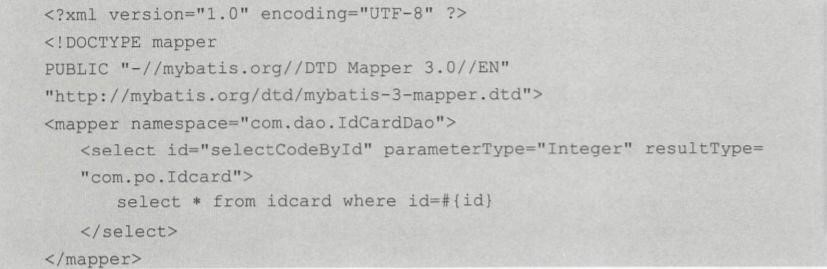 <?xml version="1.0" encoding="UTF-8" ?>
<!DOCTYPE mapper
PUBLIC "-//mybatis.org//DTD Mapper 3.0//EN"
"http://mybatis.org/dtd/mybatis-3-mapper.dtd">
<mapper namespace="com.dao.IdCardDao">
<select id="selectCodeById" parameterType="Integer" resultType=
"com.po.Idcard">
select * from idcard where id=#{id}
</select>
</mapper>